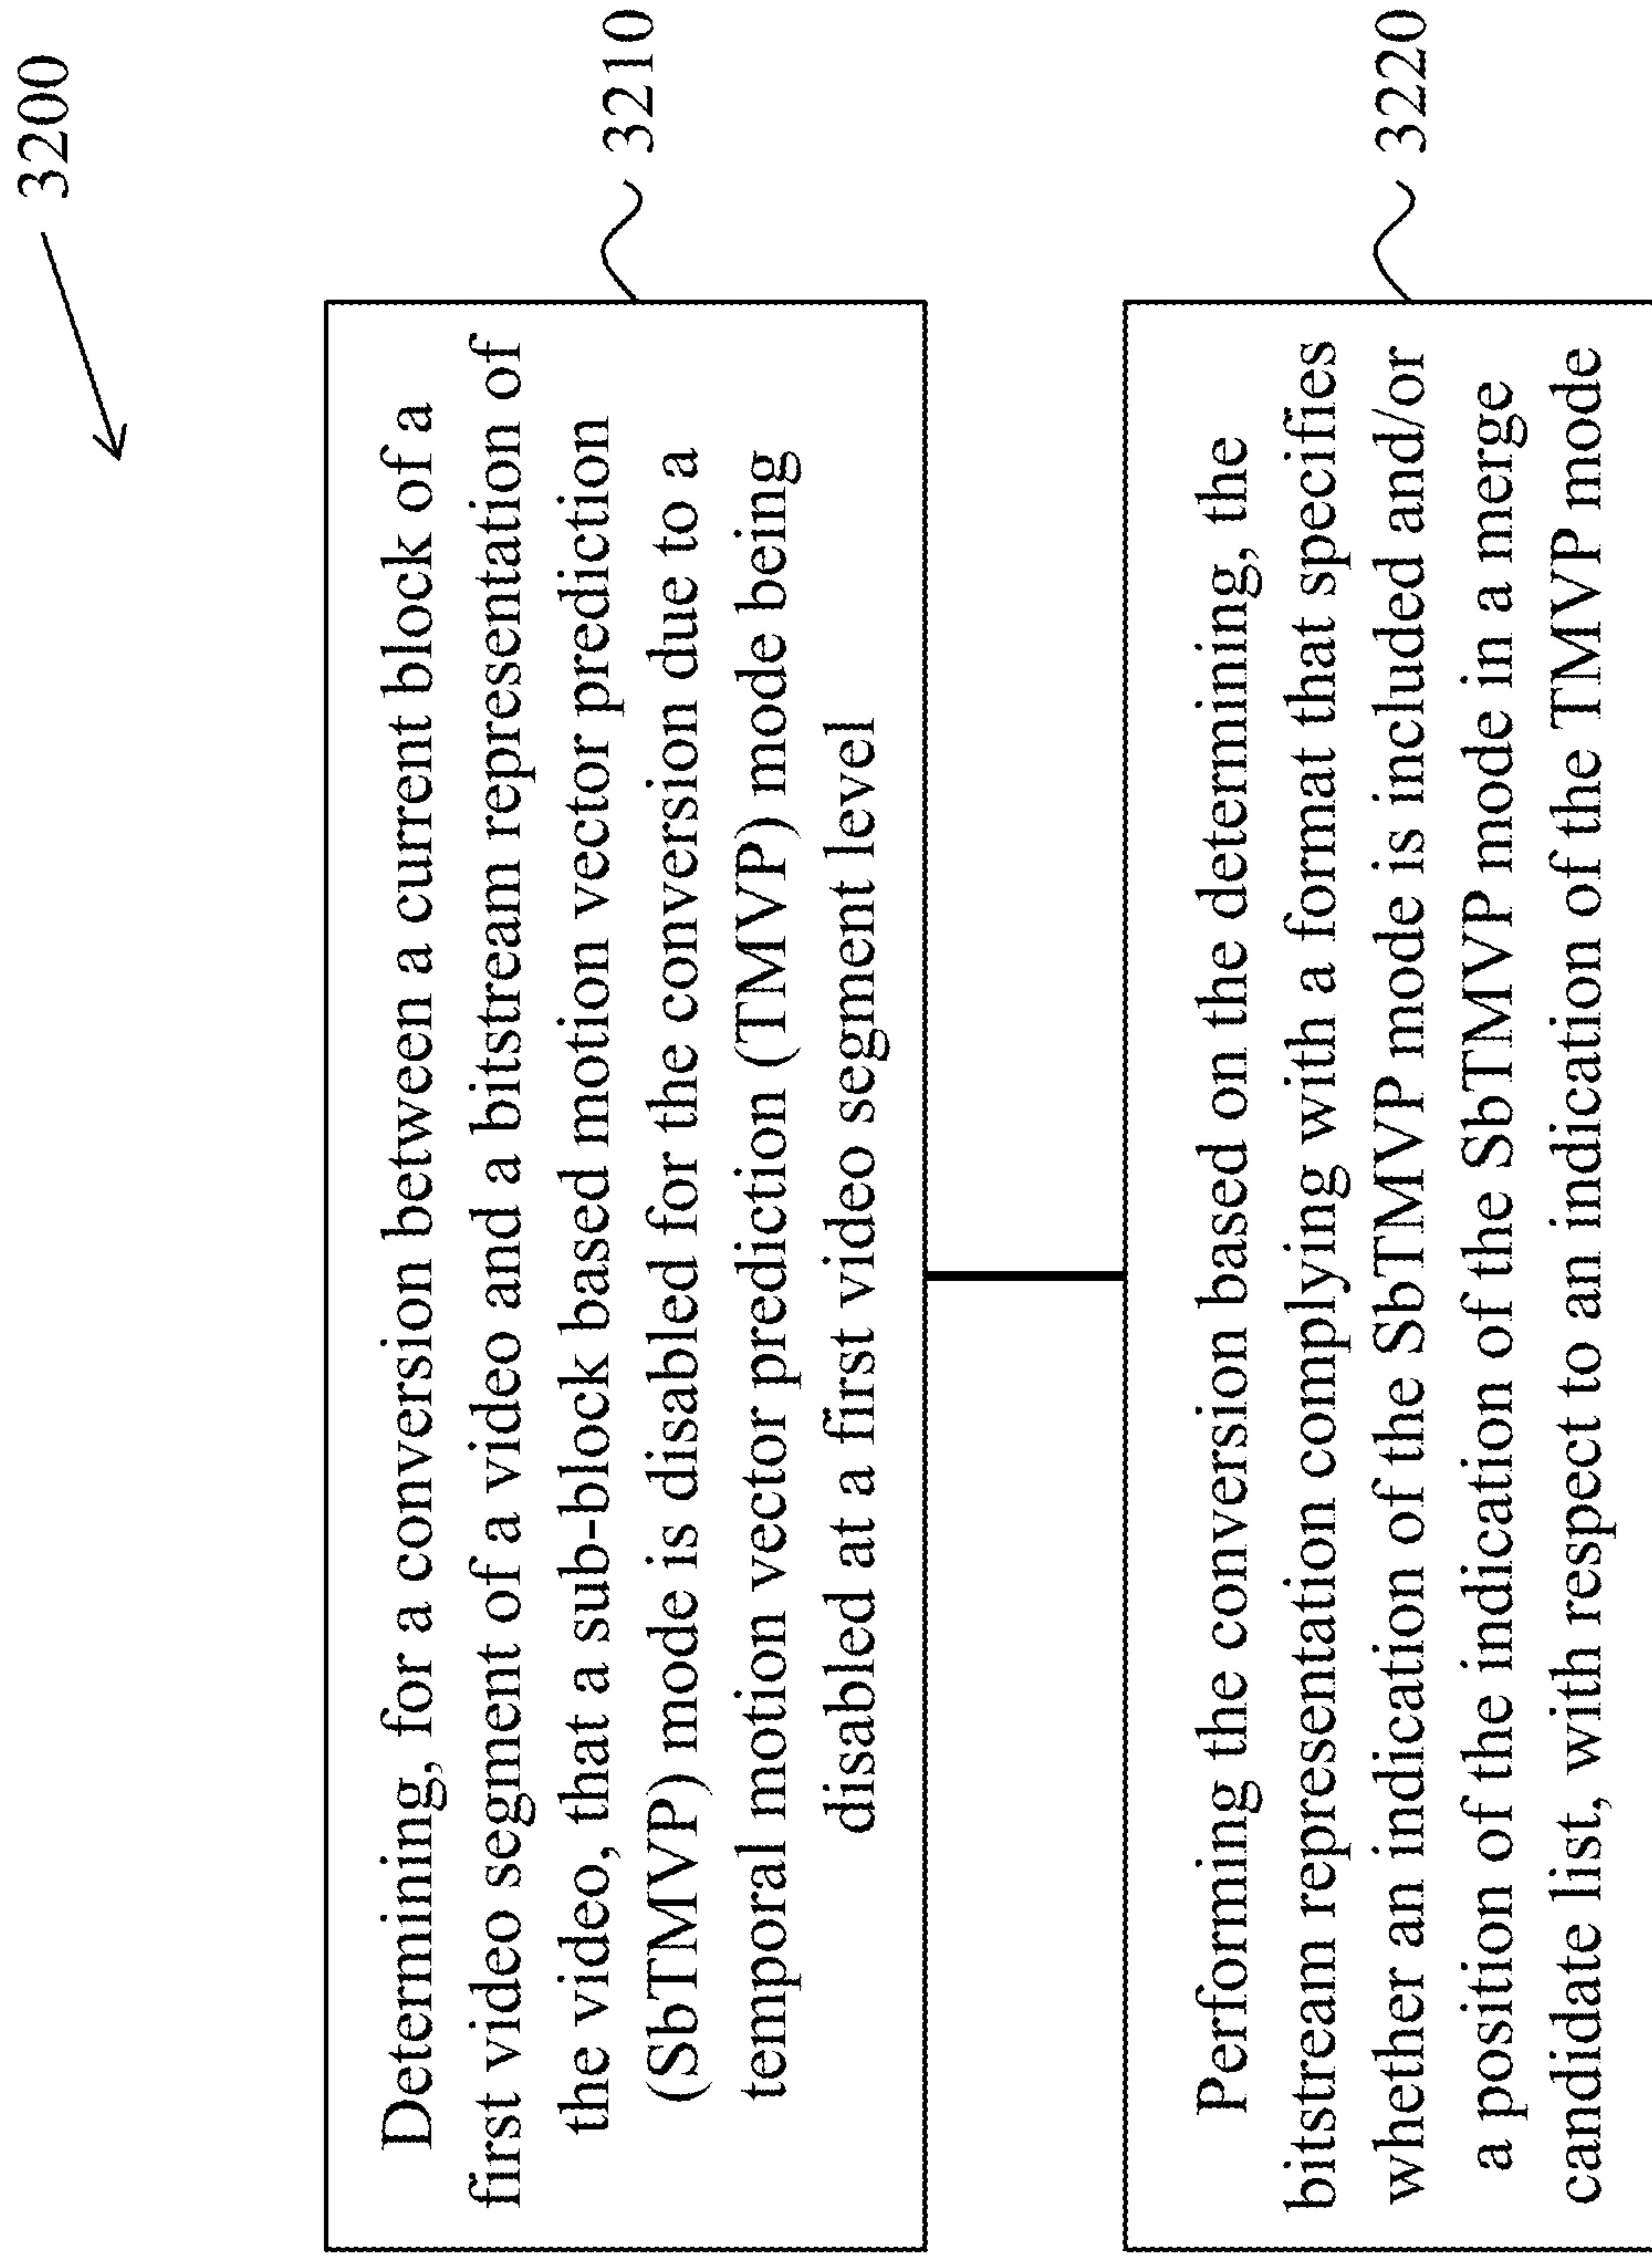 3200
Determining, for a conversion between a current block of a
first video segment of a video and a bitstream representation of
the video, that a sub-block based motion vector prediction
(SbTMVP) mode is disabled for the conversion due to a
temporal motion vector prediction (TMVP) mode being
disabled at a first video segment level
3210
Performing the conversion based on the determining, the
bitstream representation complying with a format that specifies
whether an indication of the SbTMVP mode is included and/or
a position of the indication of the SbTMVP mode in a merge
candidate list, with respect to an indication of the TMVP mode
3220